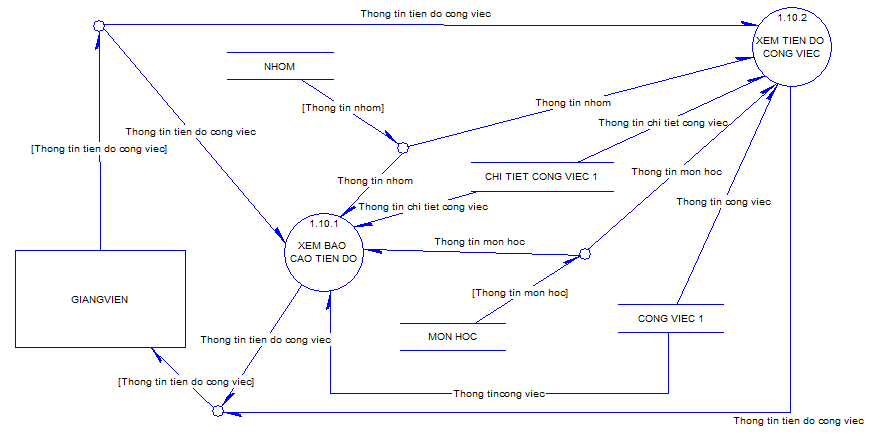 Thong tin tien do cong viec
1.10.2
XEM TIEN DO
CONG VIEC
NHOM
[Thong tin nhom]
Thong tin nhom
Thong tin chi tiet cong viec
Thong tin tien do cong viec
[Thong tin tien do cong viec]
Thong tin nhom
CHI TIET CONG VIEC 1
Thong tin mon hoc
Thong tin cong viec
Thong tin chi tiet cong viec
1.10.1
XEM BAO
CAO TIEN DO
Thong tin mon hoc
[Thong tin mon hoc]
GIANGVIEN
CONG VIEC 1
MON HOC
Thong tin tien do cong viec
[Thong tin tien do cong viec]
Thong tincong viec
Thong tin tien do cong viec